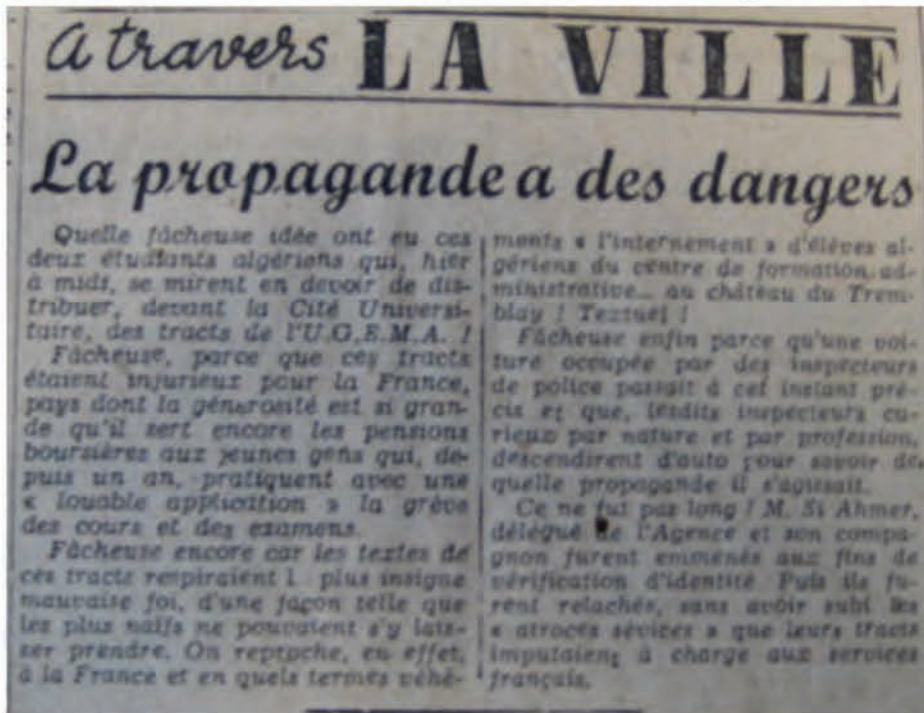 a travers LA VILLE
La propagande a des dangers
Quelle fâcheuse idée ont eu ces
deux étudiants algériens qui, hier
à midi, se mirent en devoir de dis-
tribuer, devant la Cité Universi-
taire, des tracts de l'U.G.E.M.A. !
Fâcheuse, parce que ces tracts
étaient injurieux pour la France,
pays dont la générosité est si gran-
de qu'il sert encore les pensions
boursières aux jeunes gens qui, de-
puis un an, pratiquent avec une
« louable application » la grève
des cours et des examens.
Fâcheuse encore car les textes de
ces tracts respiraient l plus insigne
mauvaise foi, d'une façon telle que
les plus naïfs ne pouvaient s'y lais-
ser prendre. On reproche, en effet,
à la France et en quels termes véhé-
ments « l'internement » d'élèves al-
gériens du centre de formation ad-
ministrative... au château du Trem-
blay ! Textuel !
Fâcheuse enfin parce qu'une voi-
ture occupée par des inspecteurs
de police passait à cet instant pré-
cis et que, lesdits inspecteurs cu-
rieux par nature et par profession,
descendirent d'auto pour savoir de
quelle propagande il s'agissait.
Ce ne fut pas long ! M. Si Ahmer,
délégué de l'Agence et son compa-
gnon furent emmenés aux fins de
vérification d'identité. Puis ils fu-
rent relachés, sans avoir subi les
« atroces sévices » que leurs tracts
imputaient à charge aux services
français.